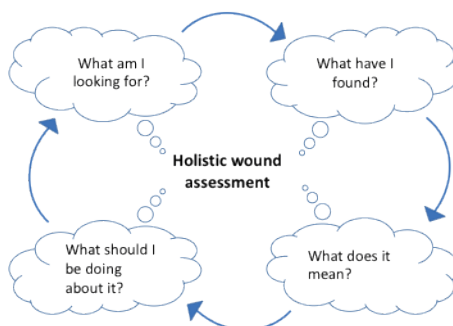 What am I
looking for?
What have I
found?
Holistic wound
assessment
What should I
be doing
about it?
What does it
mean?